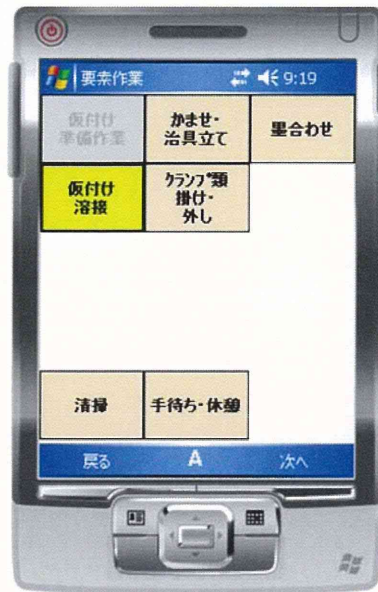 要素作業 9:19
仮付け
準備作業
かませ・
治具立て
墨合わせ
仮付け
溶接
クランプ類
掛け・
外し
清掃
手待ち・休憩
戻る A 次へ